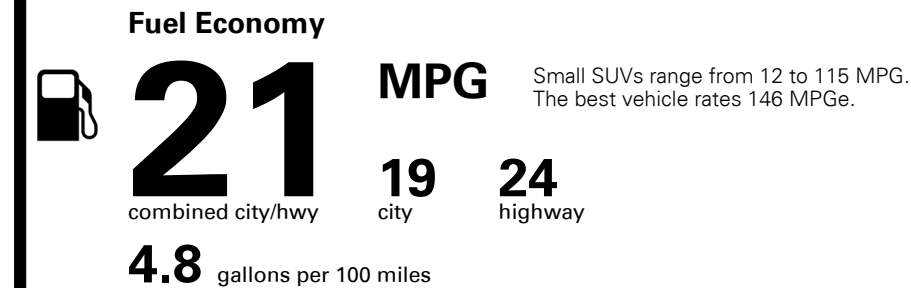 Fuel Economy
21 MPG
Small SUVs range from 12 to 115 MPG.
The best vehicle rates 146 MPGe.
combined city/hwy
19 city
24 highway
4.8 gallons per 100 miles